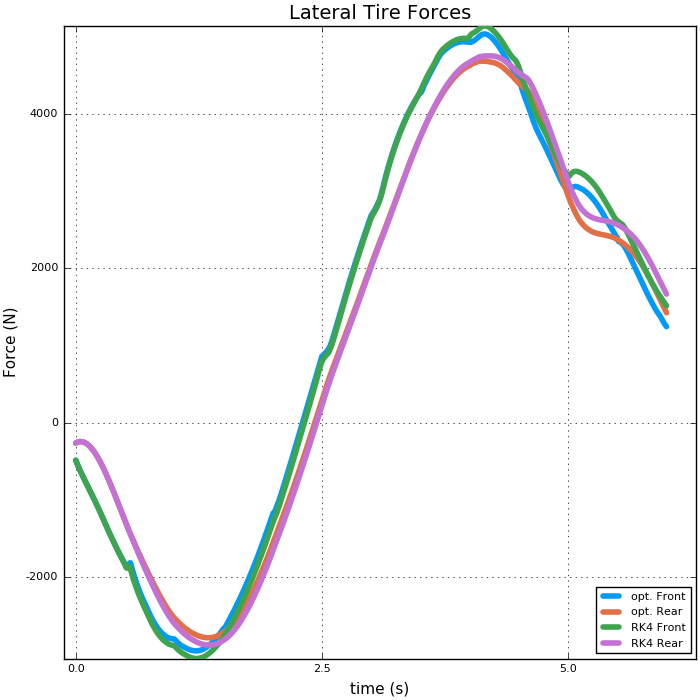 Lateral Tire Forces
Force (N)
4000
2000
0
-2000
0.0
2.5
5.0
time (s)
opt. Front
opt. Rear
RK4 Front
RK4 Rear